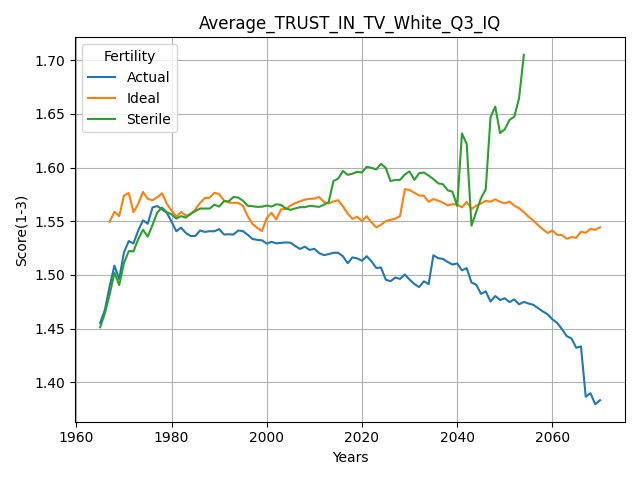 Average_TRUST_IN_TV_White_Q3_IQ
Fertility
Actual
Ideal
Sterile
Score(1-3)
1.70
1.65
1.60
1.55
1.50
1.45
1.40
1960
1980
2000
2020
2040
2060
Years